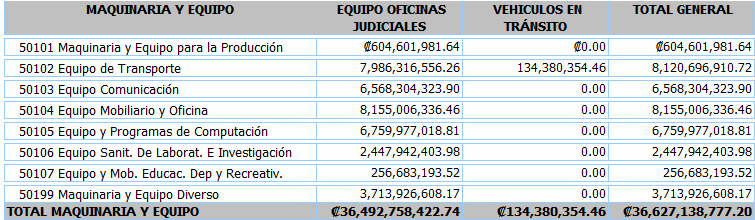 MAQUINARIA Y EQUIPO EQUIPO OFICINAS JUDICIALES VEHICULOS EN TRÁNSITO TOTAL GENERAL
50101 Maquinaria y Equipo para la Producción ₡604,601,981.64 ₡0.00 ₡604,601,981.64
50102 Equipo de Transporte 7,986,316,556.26 134,380,354.46 8,120,696,910.72
50103 Equipo Comunicación 6,568,304,323.90 0.00 6,568,304,323.90
50104 Equipo Mobiliario y Oficina 8,155,006,336.46 0.00 8,155,006,336.46
50105 Equipo y Programas de Computación 6,759,977,018.81 0.00 6,759,977,018.81
50106 Equipo Sanit. De Laborat. E Investigación 2,447,942,403.98 0.00 2,447,942,403.98
50107 Equipo y Mob. Educac. Dep y Recreativ. 256,683,193.52 0.00 256,683,193.52
50199 Maquinaria y Equipo Diverso 3,713,926,608.17 0.00 3,713,926,608.17
TOTAL MAQUINARIA Y EQUIPO ₡36,492,758,422.74 ₡134,380,354.46 ₡36,627,138,777.20